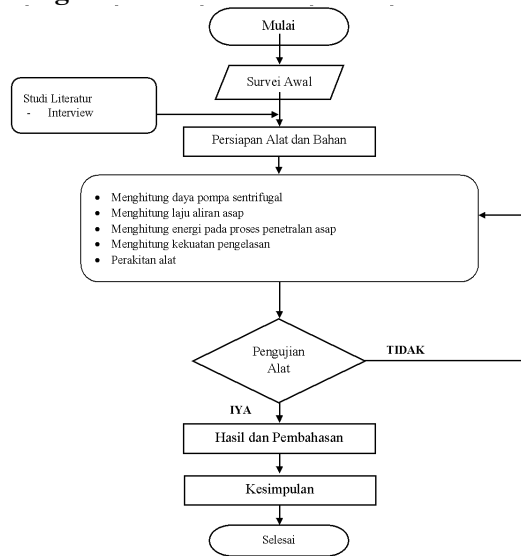 Mulai
Survei Awal
Studi Literatur
- Interview
Persiapan Alat dan Bahan
• Menghitung daya pompa sentrifugal
• Menghitung laju aliran asap
• Menghitung energi pada proses penetralan asap
• Menghitung kekuatan pengelasan
• Perakitan alat
Pengujian
Alat
TIDAK
IYA
Hasil dan Pembahasan
Kesimpulan
Selesai